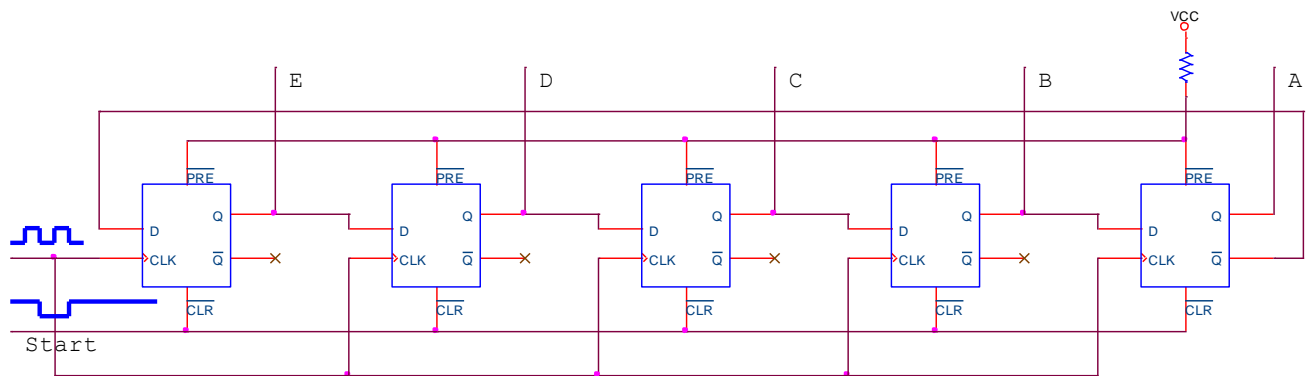 VCC
E D C B A
PRE PRE PRE PRE PRE
Q Q Q Q Q
D D D D D
CLK Q CLK Q CLK Q CLK Q CLK Q
CLR CLR CLR CLR CLR
Start